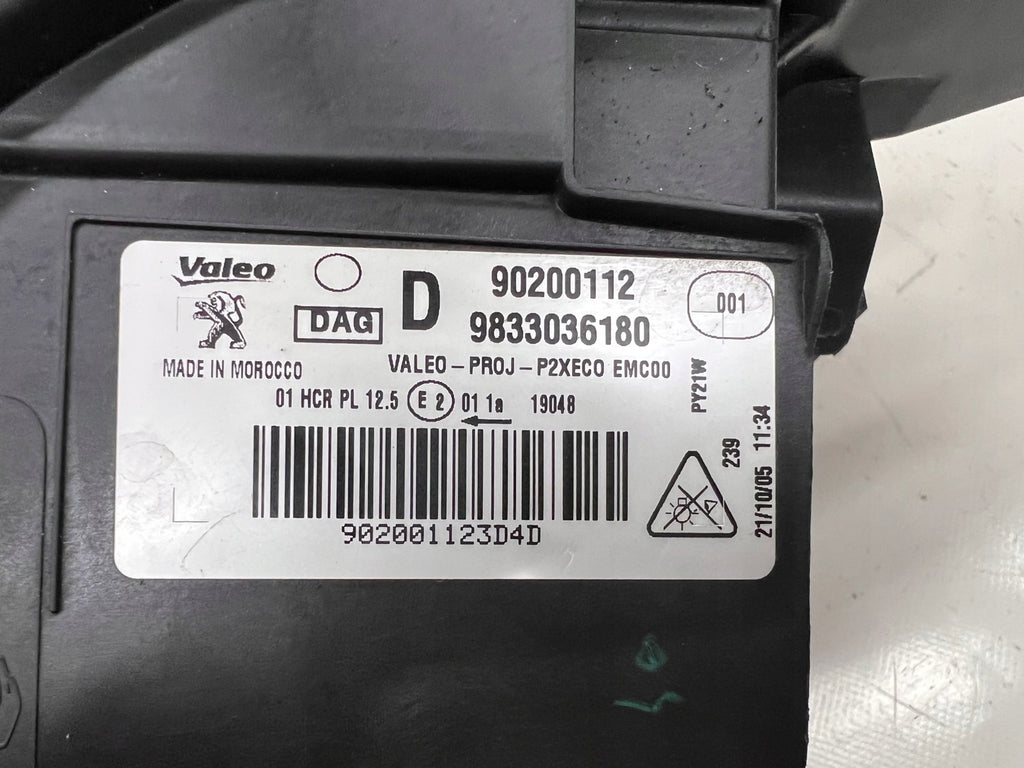 Valeo
D 90200112
001
DAG 9833036180
MADE IN MOROCCO
VALEO-PROJ-P2XECO EMC00
01 HCR PL 12.5 E2 01 1a 19048
PY21W
239
21/10/05 11:34
902001123D4D